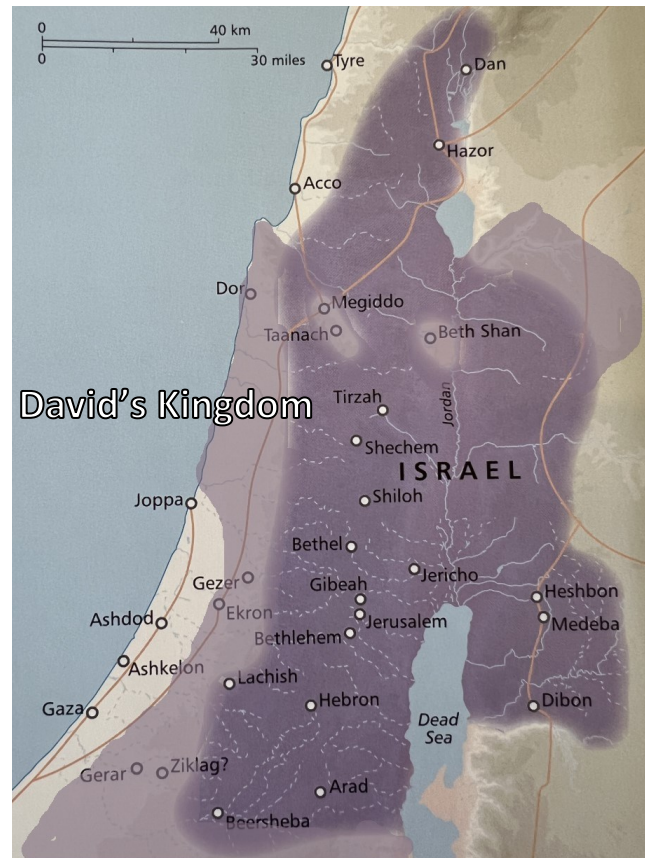 0 40 km
0 30 miles
Tyre
Dan
Hazor
Acco
Dor
Megiddo
Taanach
Beth Shan
David's Kingdom
Tirzah
Jordan
Shechem
ISRAEL
Joppa
Shiloh
Bethel
Jericho
Gezer
Gibeah
Heshbon
Ekron
Ashdod
Jerusalem
Medeba
Bethlehem
Ashkelon
Lachish
Gaza
Hebron
Dibon
Dead
Sea
Gerar
Ziklag?
Arad
Beersheba